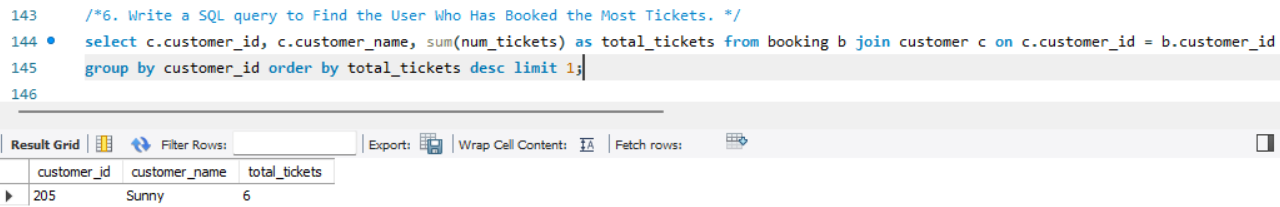 143 /*6. Write a SQL query to Find the User Who Has Booked the Most Tickets. */
144 select c.customer_id, c.customer_name, sum(num_tickets) as total_tickets from booking b join customer c on c.customer_id = b.customer_id
145 group by customer_id order by total_tickets desc limit 1;
146
Result Grid Filter Rows: Export: Wrap Cell Content: Fetch rows:
customer_id customer_name total_tickets
205 Sunny 6